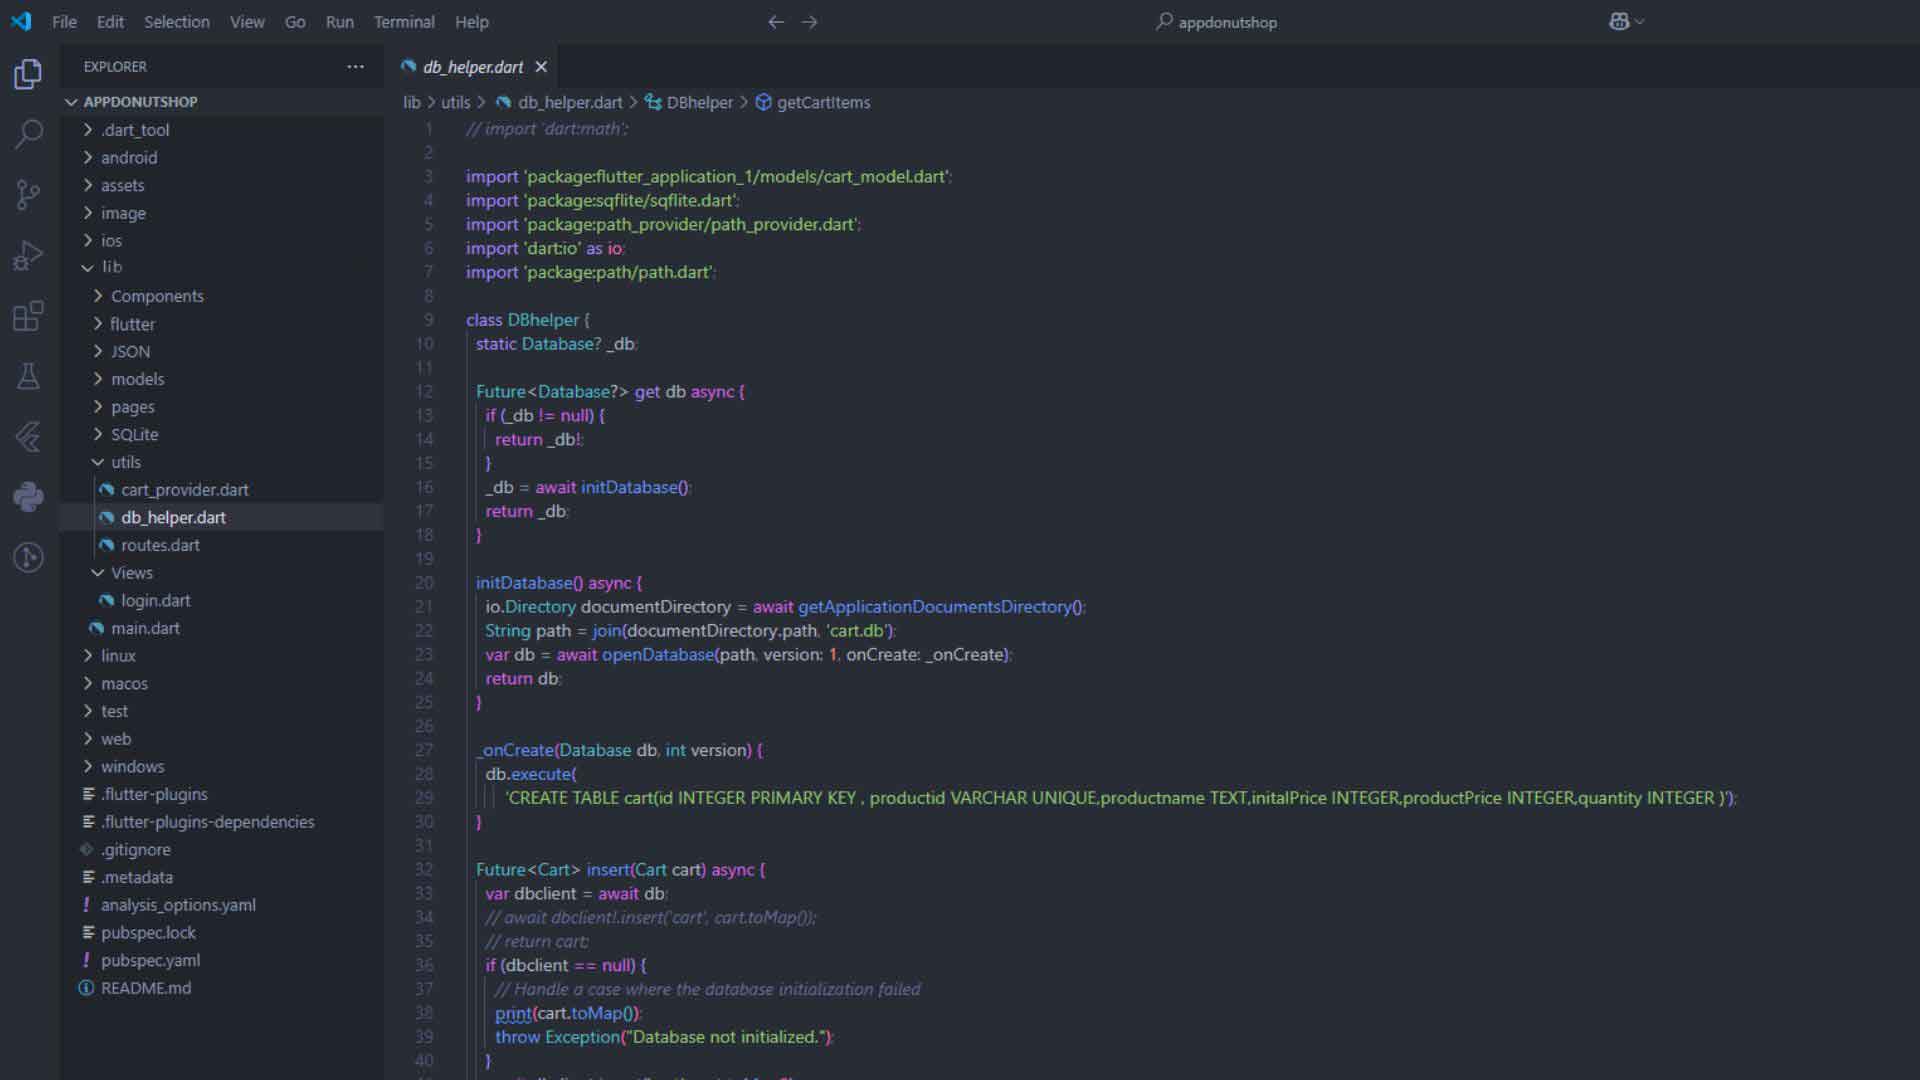 File Edit Selection View Go Run Terminal Help
appdonutshop
EXPLORER
APPDONUTSHOP
.dart_tool
android
assets
image
ios
lib
Components
flutter
JSON
models
pages
SQLite
utils
cart_provider.dart
db_helper.dart
routes.dart
Views
login.dart
main.dart
linux
macos
test
web
windows
.flutter-plugins
.flutter-plugins-dependencies
.gitignore
.metadata
! analysis_options.yaml
pubspec.lock
! pubspec.yaml
README.md
db_helper.dart
lib > utils > db_helper.dart > DBhelper > getCartItems
1 // import 'dart:math';
2
3 import 'package:flutter_application_1/models/cart_model.dart';
4 import 'package:sqflite/sqflite.dart';
5 import 'package:path_provider/path_provider.dart';
6 import 'dart:io' as io;
7 import 'package:path/path.dart';
8
9 class DBhelper {
10 static Database? _db;
11
12 Future<Database?> get db async {
13 if (_db != null) {
14 return _db!;
15 }
16 _db = await initDatabase();
17 return _db;
18 }
19
20 initDatabase() async {
21 io.Directory documentDirectory = await getApplicationDocumentsDirectory();
22 String path = join(documentDirectory.path, 'cart.db');
23 var db = await openDatabase(path, version: 1, onCreate: _onCreate);
24 return db;
25 }
26
27 _onCreate(Database db, int version) {
28 db.execute(
29 'CREATE TABLE cart(id INTEGER PRIMARY KEY , productid VARCHAR UNIQUE,productname TEXT,initalPrice INTEGER,productPrice INTEGER,quantity INTEGER )');
30 }
31
32 Future<Cart> insert(Cart cart) async {
33 var dbclient = await db;
34 // await dbclient!.insert('cart', cart.toMap());
35 // return cart;
36 if (dbclient == null) {
37 // Handle a case where the database initialization failed
38 print(cart.toMap());
39 throw Exception("Database not initialized.");
40 }